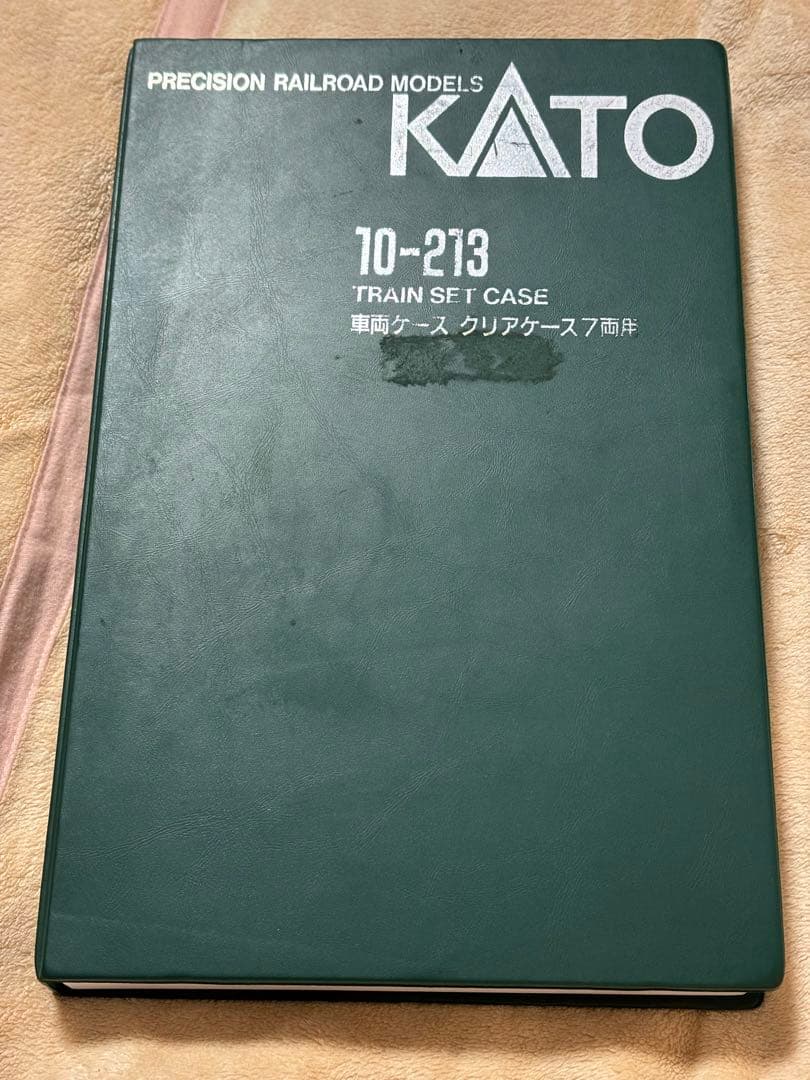 PRECISION RAILROAD MODELS
KATO
10-213
TRAIN SET CASE
車両ケース クリアケース7両用